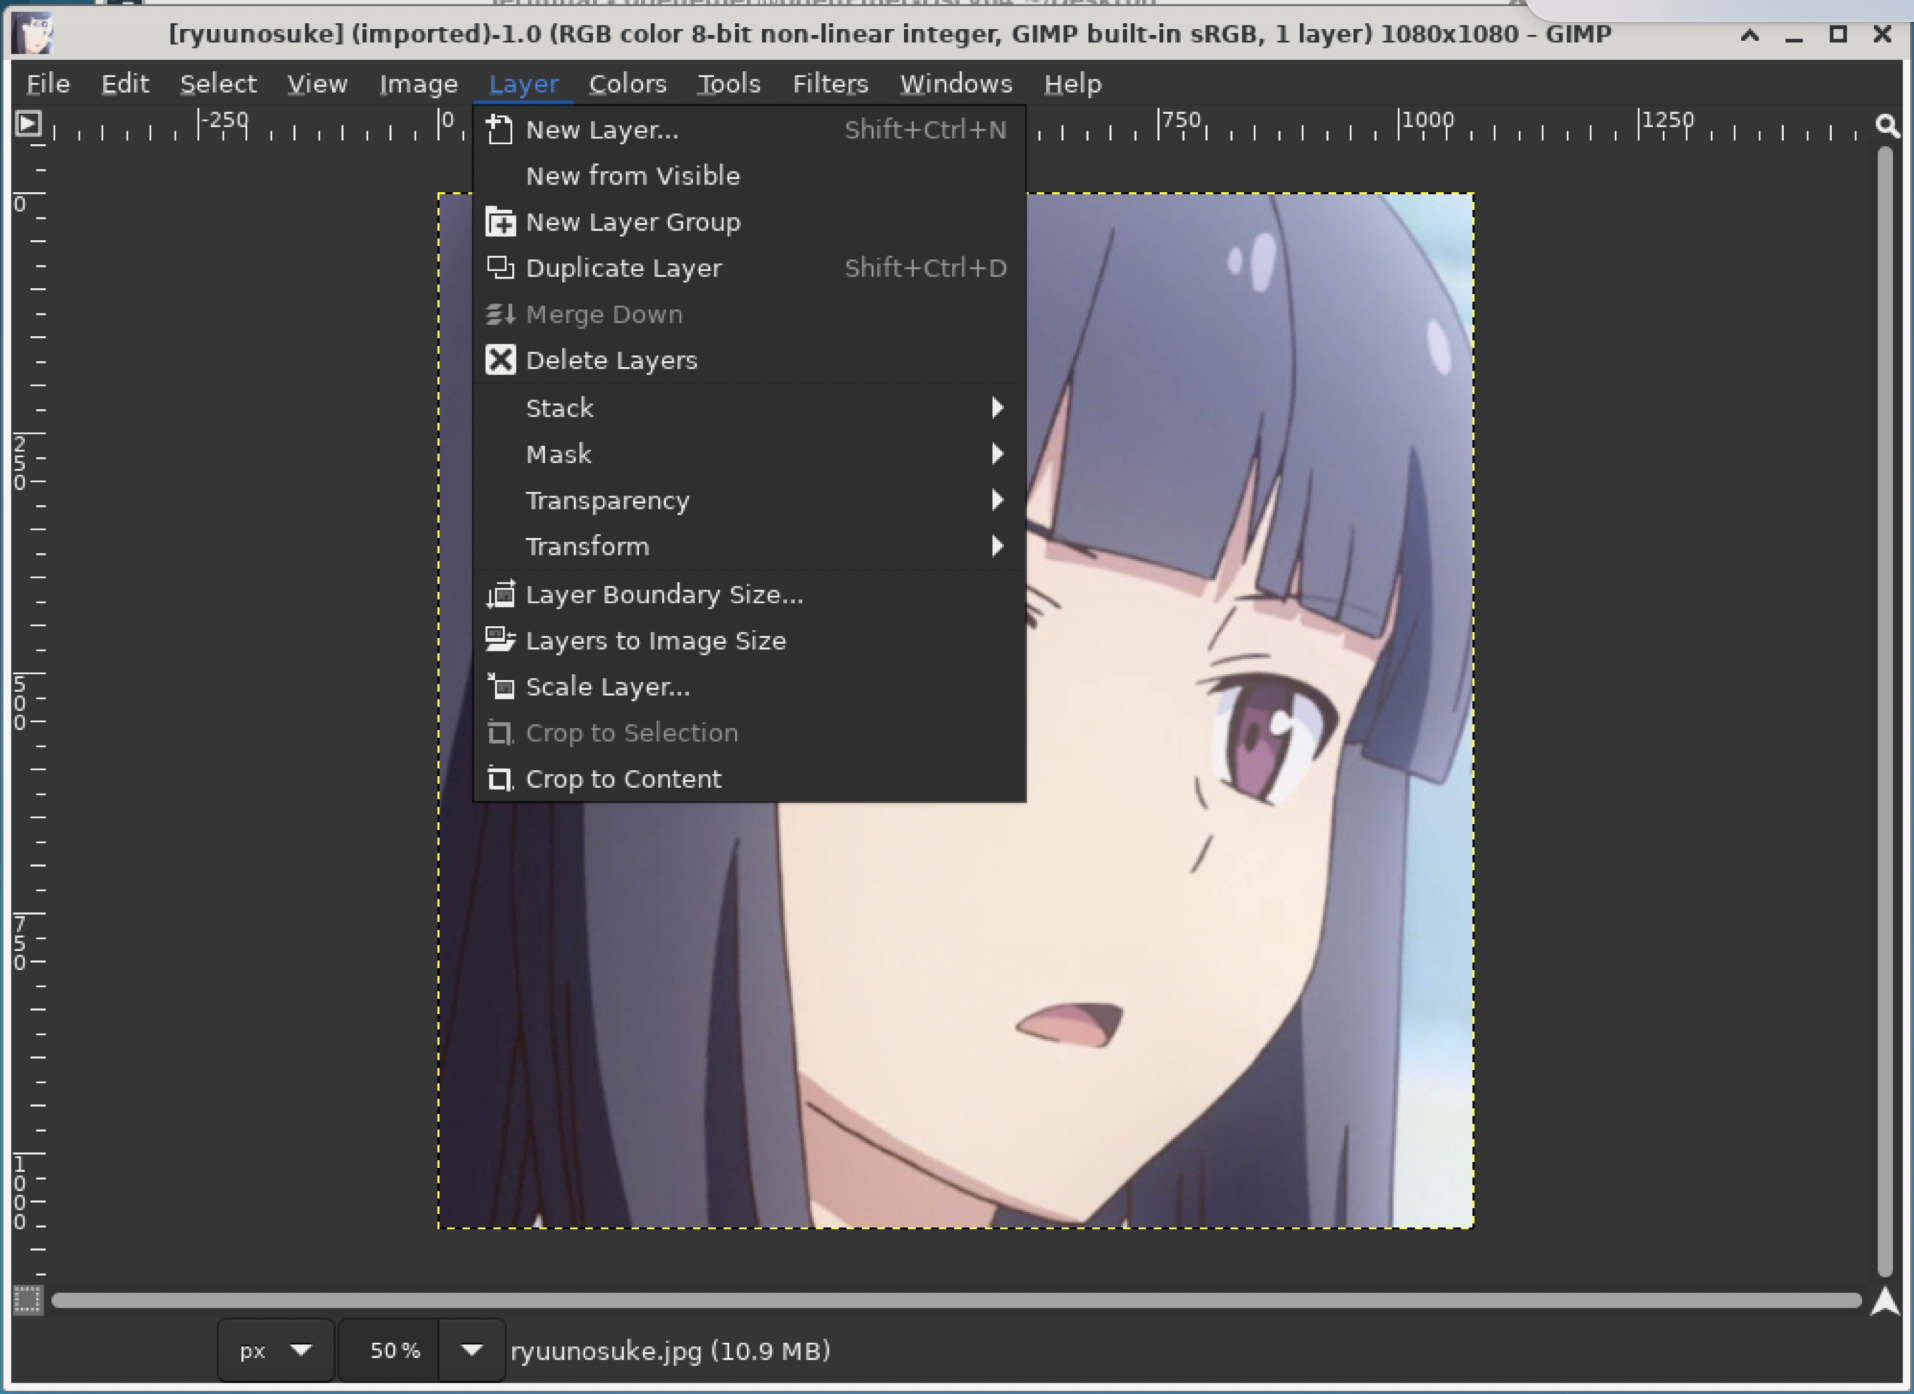 [ryuunosuke] (imported)-1.0 (RGB color 8-bit non-linear integer, GIMP built-in sRGB, 1 layer) 1080x1080 – GIMP
File Edit Select View Image Layer Colors Tools Filters Windows Help
-250 0 750 1000 1250
New Layer... Shift+Ctrl+N
New from Visible
New Layer Group
Duplicate Layer Shift+Ctrl+D
Merge Down
Delete Layers
Stack
Mask
Transparency
Transform
Layer Boundary Size...
Layers to Image Size
Scale Layer...
Crop to Selection
Crop to Content
0
250
500
750
1000
px 50 % ryuunosuke.jpg (10.9 MB)